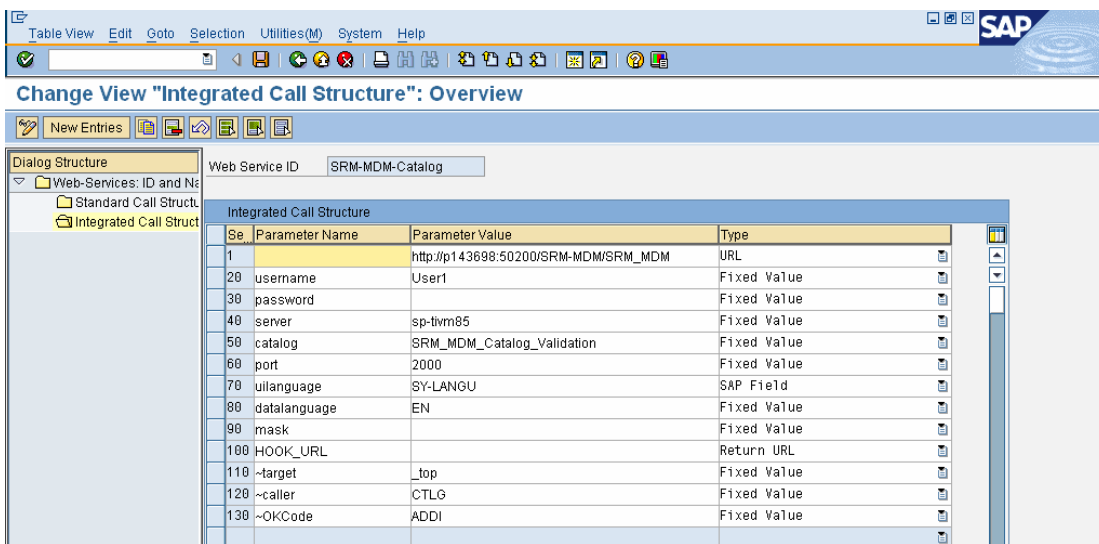 Table View Edit Goto Selection Utilities(M) System Help
SAP
Change View "Integrated Call Structure": Overview
New Entries
Dialog Structure
Web Service ID SRM-MDM-Catalog
Web-Services: ID and Na
Standard Call Structu
Integrated Call Struct
Integrated Call Structure
Se... Parameter Name Parameter Value Type
1 http://p143698:50200/SRM-MDM/SRM_MDM URL
20 username User1 Fixed Value
30 password Fixed Value
40 server sp-tivm85 Fixed Value
50 catalog SRM_MDM_Catalog_Validation Fixed Value
60 port 2000 Fixed Value
70 uilanguage SY-LANGU SAP Field
80 datalanguage EN Fixed Value
90 mask Fixed Value
100 HOOK_URL Return URL
110 ~target _top Fixed Value
120 ~caller CTLG Fixed Value
130 ~OKCode ADDI Fixed Value